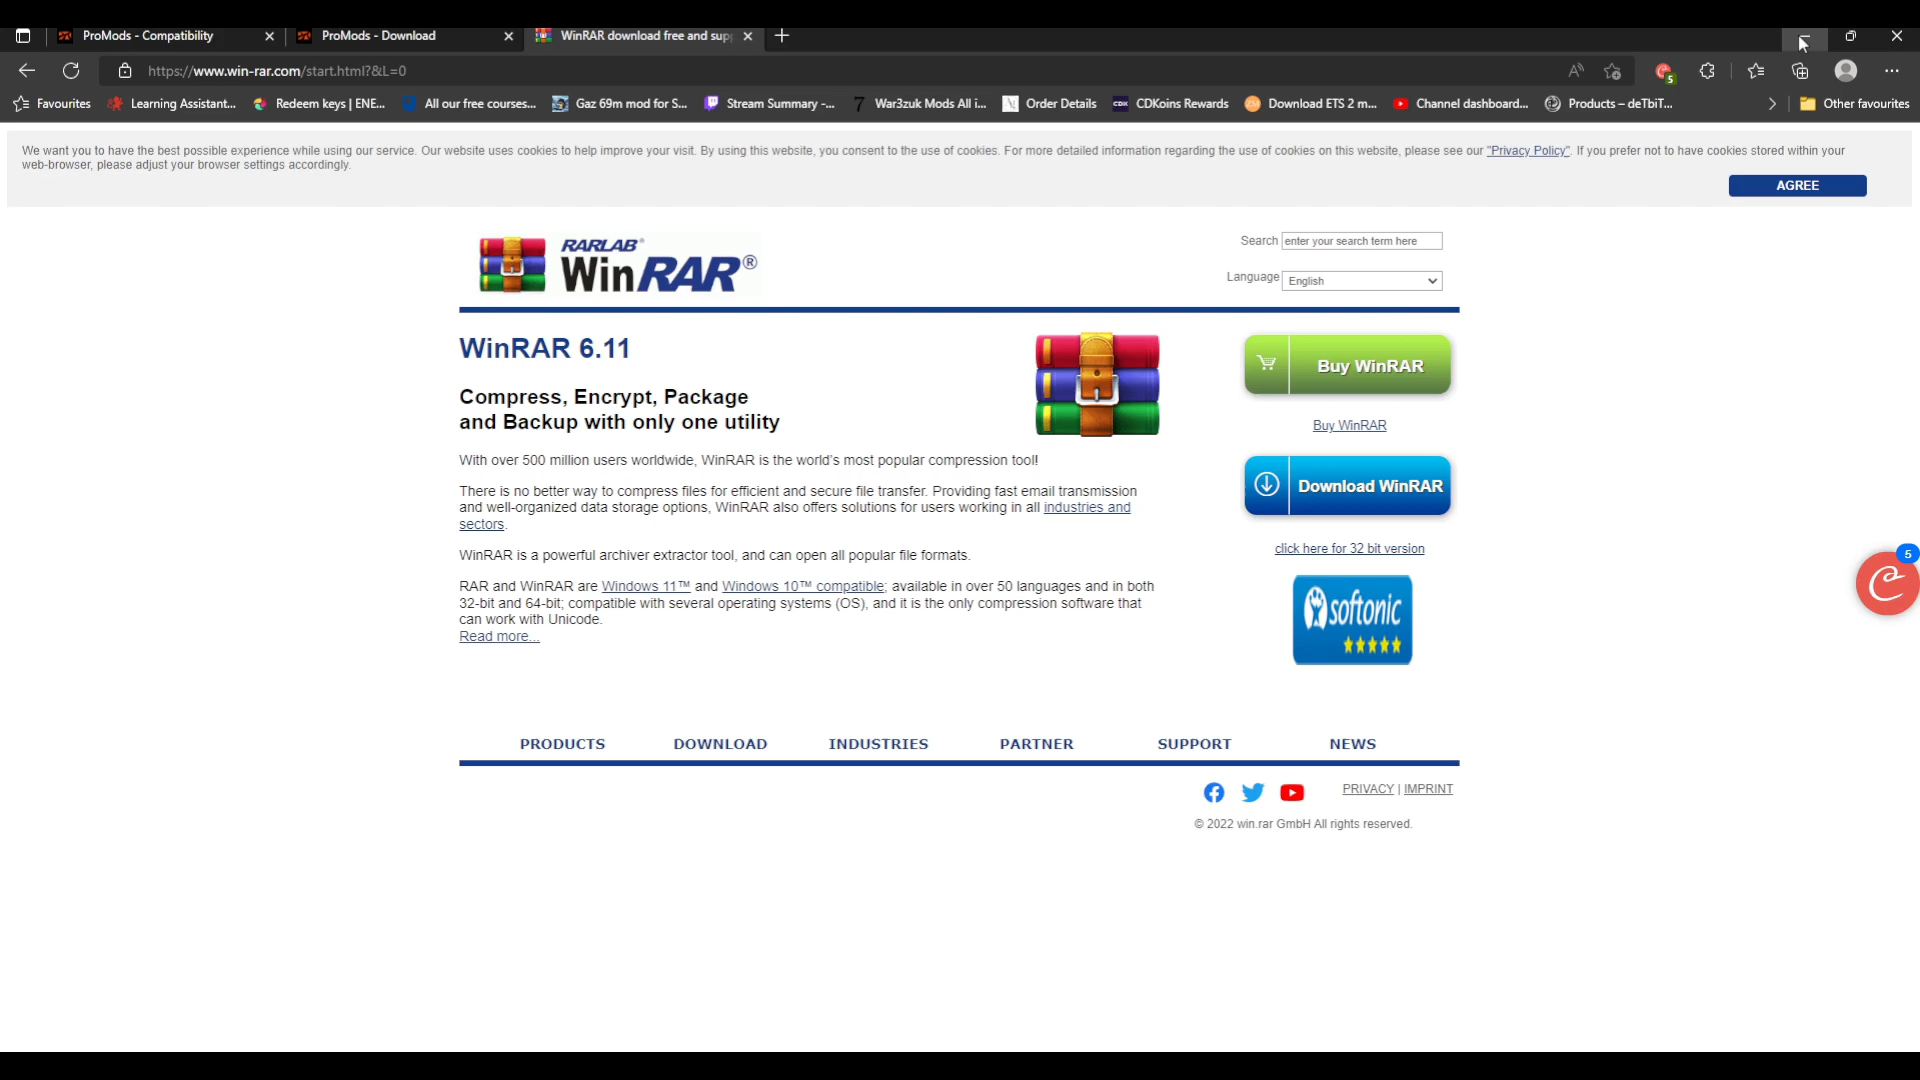 ProMods - Compatibility
ProMods - Download
WinRAR download free and sup
https://www.win-rar.com/start.html?&L=0
5
Favourites
Learning Assistant...
Redeem keys | ENE...
All our free courses...
Gaz 69m mod for S...
Stream Summary -...
War3zuk Mods All i...
Order Details
CDKoins Rewards
Download ETS 2 m...
Channel dashboard...
Products – deTbiT...
Other favourites
We want you to have the best possible experience while using our service. Our website uses cookies to help improve your visit. By using this website, you consent to the use of cookies. For more detailed information regarding the use of cookies on this website, please see our "Privacy Policy". If you prefer not to have cookies stored within your
web-browser, please adjust your browser settings accordingly.
AGREE
RARLAB®
WinRAR®
Search enter your search term here
Language English
WinRAR 6.11
Compress, Encrypt, Package
and Backup with only one utility
With over 500 million users worldwide, WinRAR is the world's most popular compression tool!
There is no better way to compress files for efficient and secure file transfer. Providing fast email transmission
and well-organized data storage options, WinRAR also offers solutions for users working in all industries and
sectors.
WinRAR is a powerful archiver extractor tool, and can open all popular file formats.
RAR and WinRAR are Windows 11™ and Windows 10™ compatible; available in over 50 languages and in both
32-bit and 64-bit; compatible with several operating systems (OS), and it is the only compression software that
can work with Unicode.
Read more...
Buy WinRAR
Buy WinRAR
Download WinRAR
click here for 32 bit version
softonic
5
PRODUCTS DOWNLOAD INDUSTRIES PARTNER SUPPORT NEWS
PRIVACY | IMPRINT
© 2022 win.rar GmbH All rights reserved.